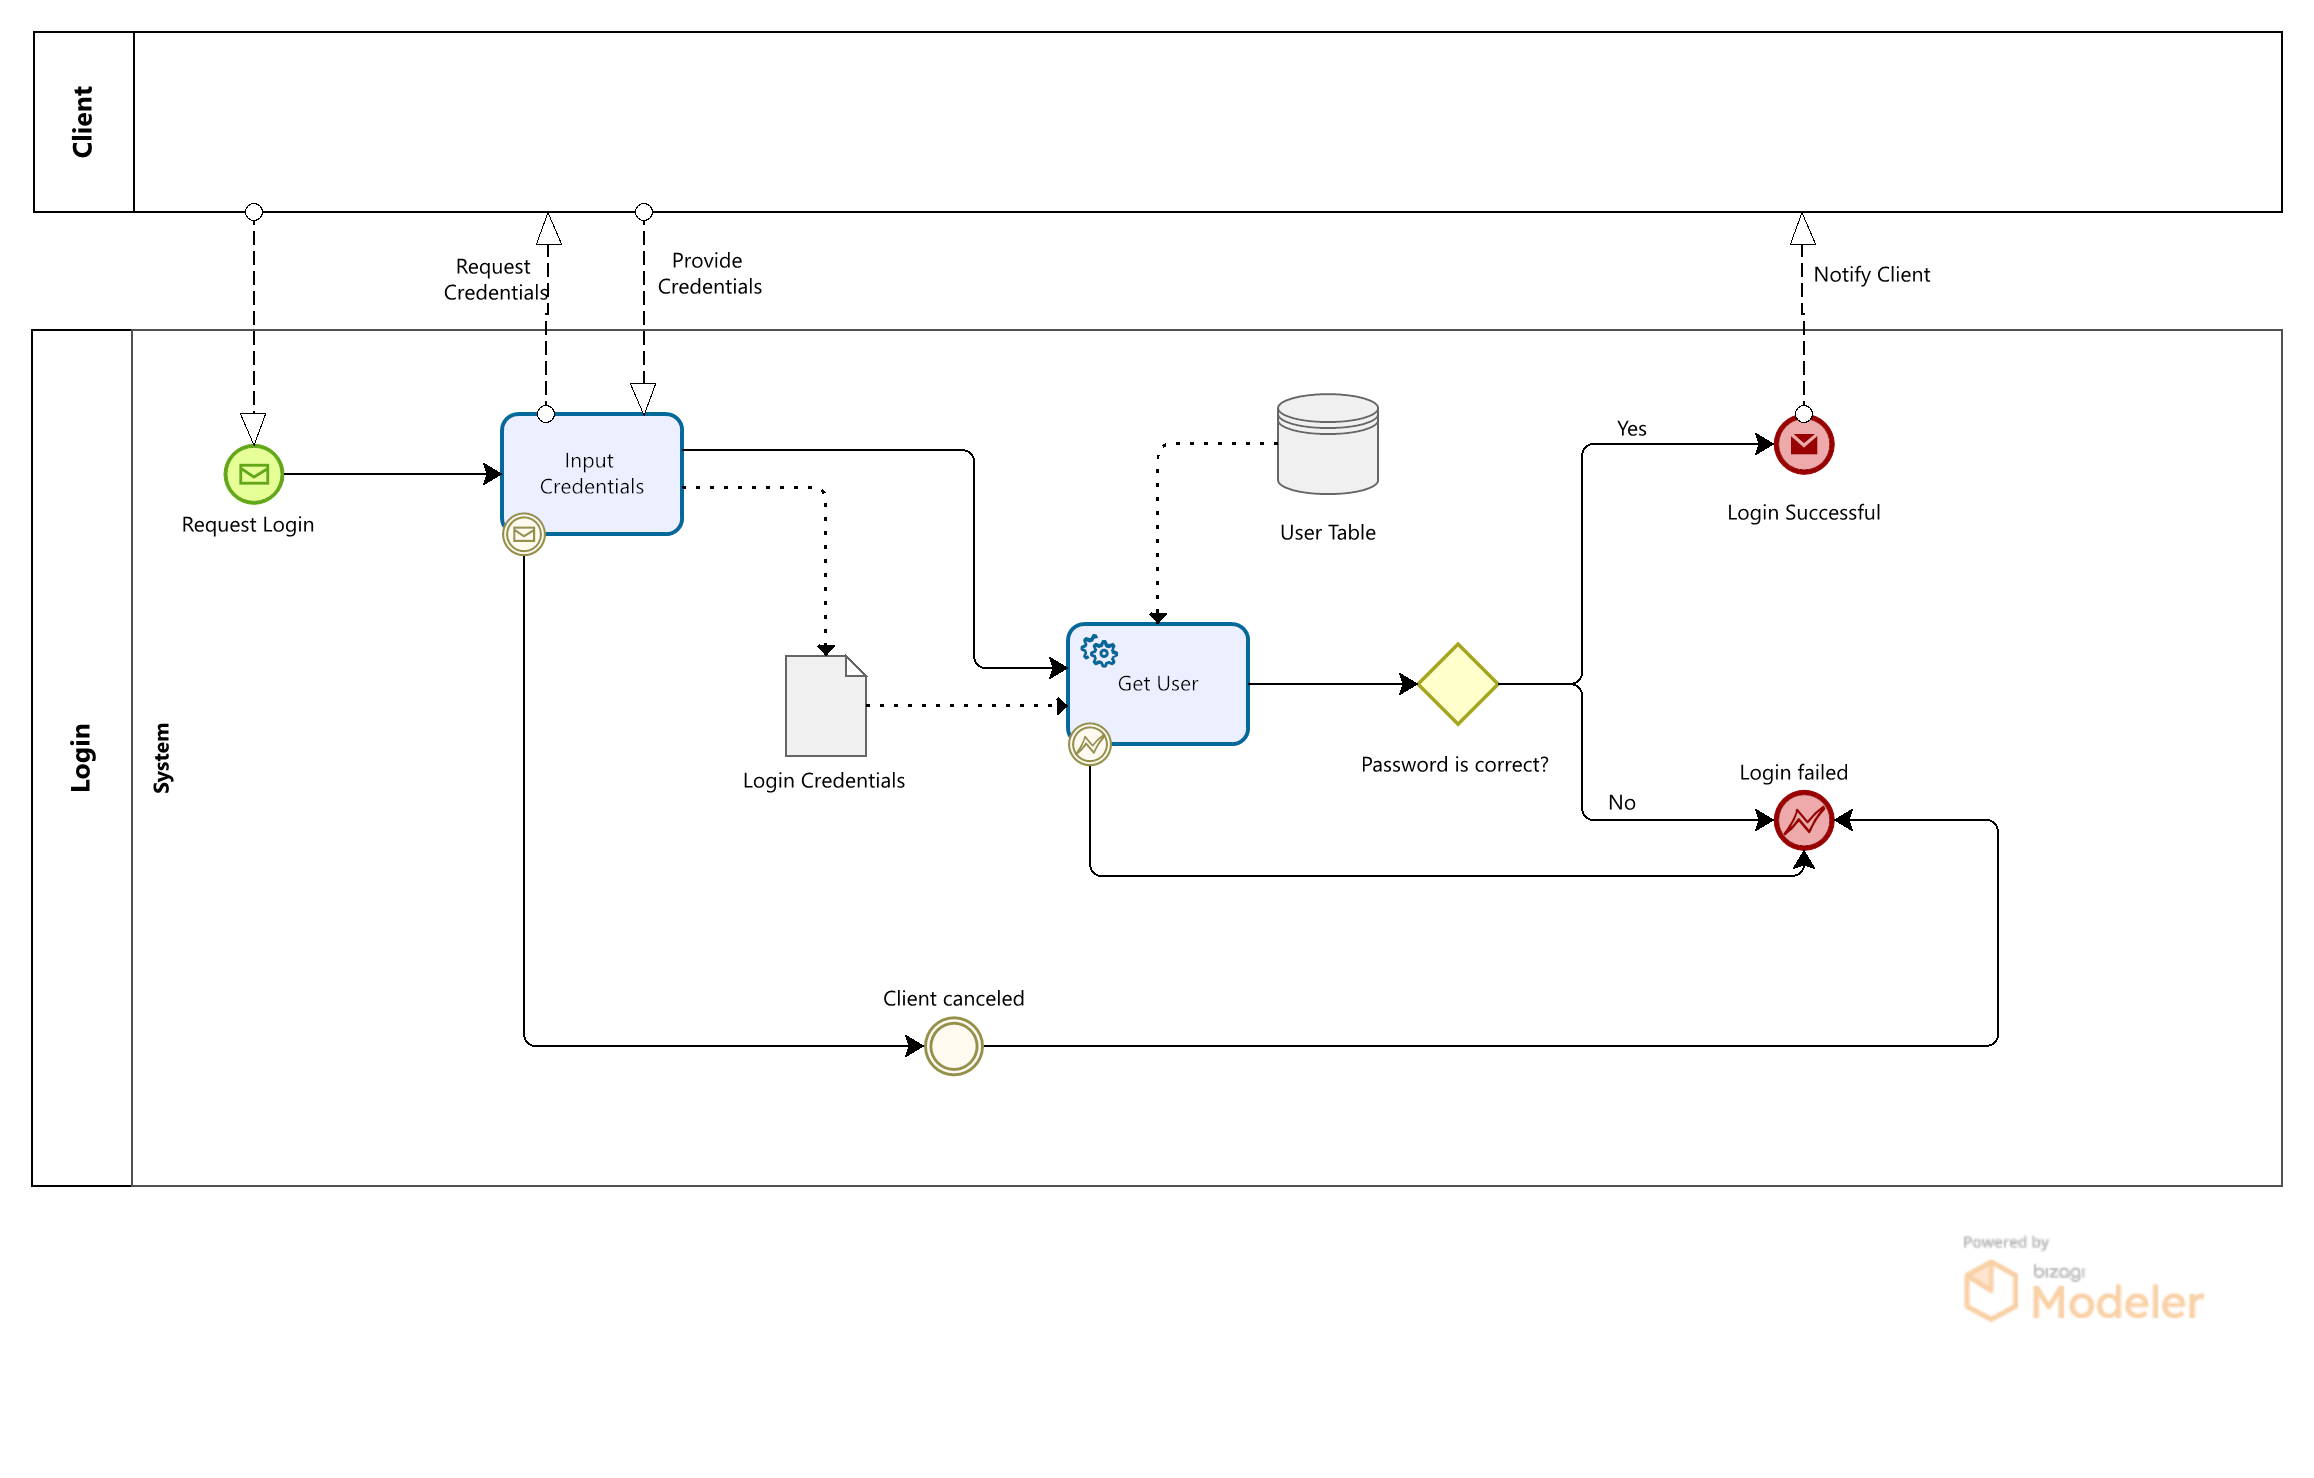 Client
Request
Credentials
Provide
Credentials
Notify Client
Login
System
Request Login
Input
Credentials
User Table
Yes
Login Successful
Get User
Login Credentials
Password is correct?
Login failed
No
Client canceled
Powered by
bizagi
Modeler